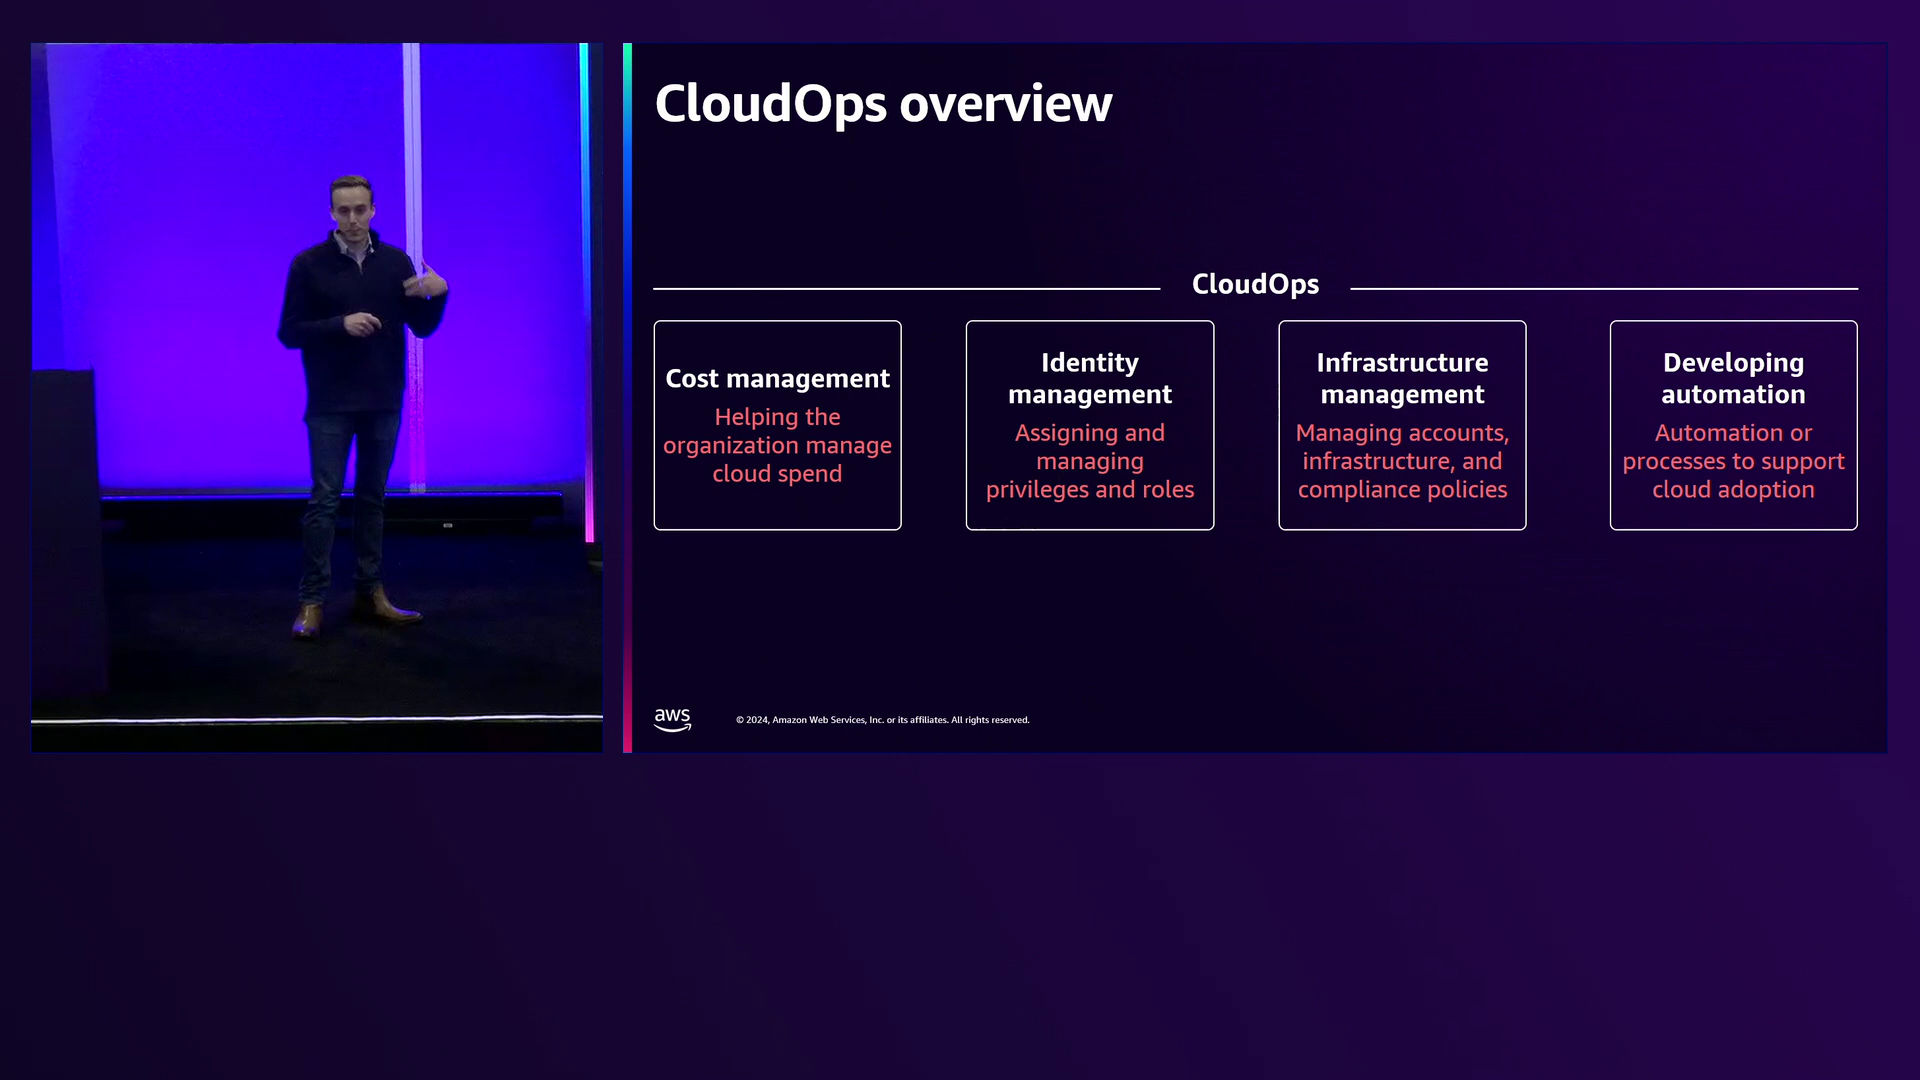 CloudOps overview
CloudOps
Cost management
Helping the
organization manage
cloud spend
Identity
management
Assigning and
managing
privileges and roles
Infrastructure
management
Managing accounts,
infrastructure, and
compliance policies
Developing
automation
Automation or
processes to support
cloud adoption
aws
© 2024, Amazon Web Services, Inc. or its affiliates. All rights reserved.